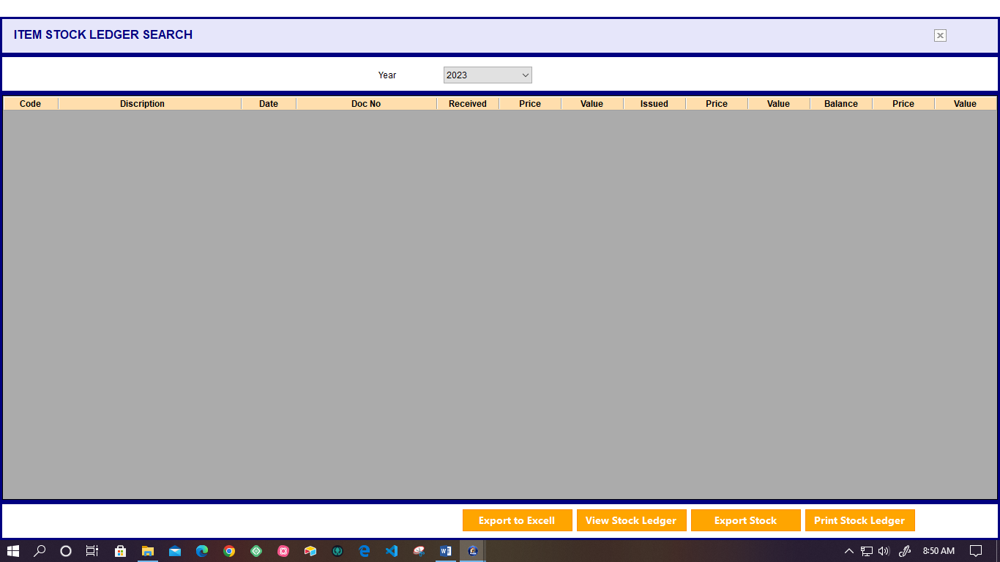 ITEM STOCK LEDGER SEARCH
Year 2023
Code Discription Date Doc No Received Price Value Issued Price Value Balance Price Value
Export to Excell View Stock Ledger Export Stock Print Stock Ledger
8:50 AM